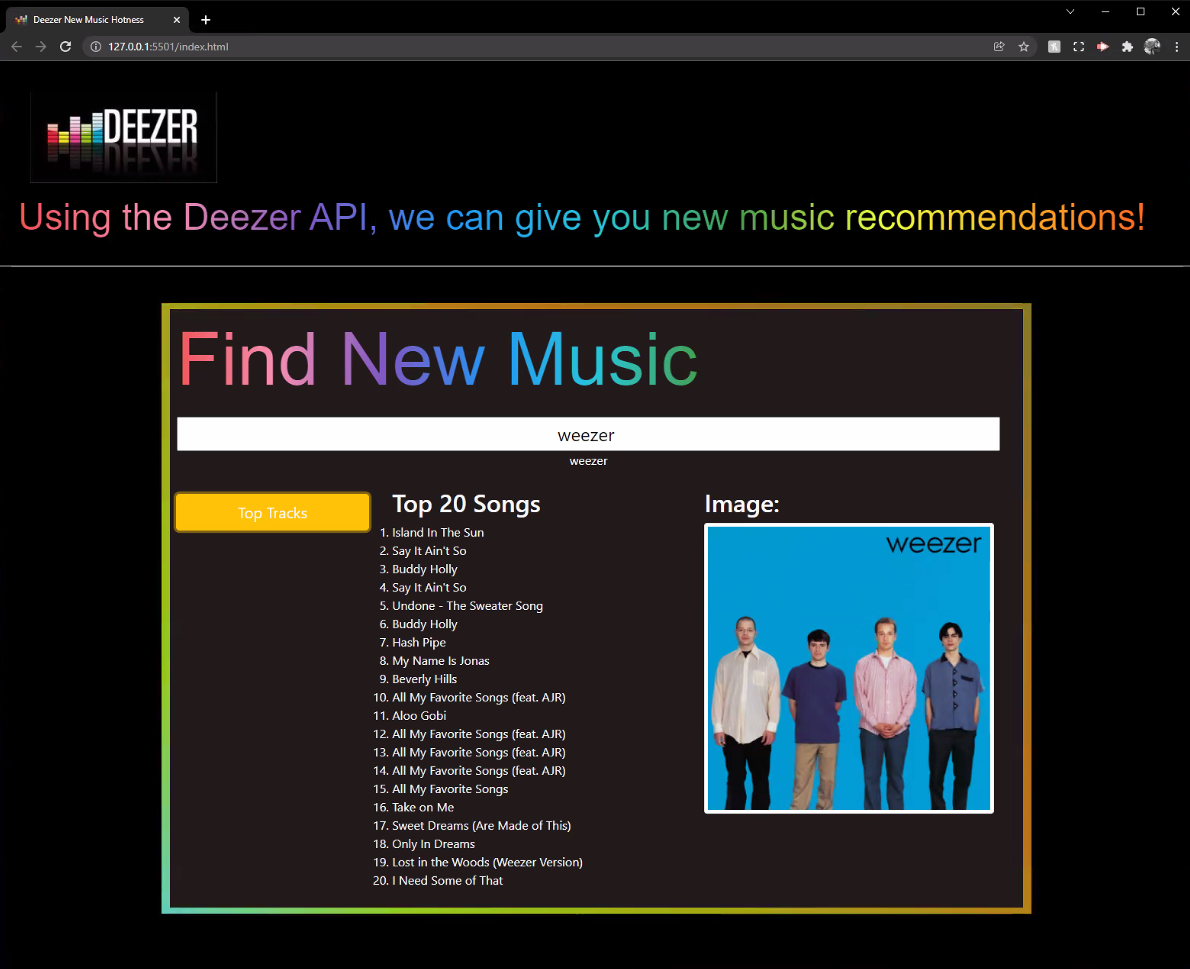 Deezer New Music Hotness
127.0.0.1:5501/index.html
DEEZER
Using the Deezer API, we can give you new music recommendations!
Find New Music
weezer
weezer
Top Tracks
Top 20 Songs
1. Island In The Sun
2. Say It Ain't So
3. Buddy Holly
4. Say It Ain't So
5. Undone - The Sweater Song
6. Buddy Holly
7. Hash Pipe
8. My Name Is Jonas
9. Beverly Hills
10. All My Favorite Songs (feat. AJR)
11. Aloo Gobi
12. All My Favorite Songs (feat. AJR)
13. All My Favorite Songs (feat. AJR)
14. All My Favorite Songs (feat. AJR)
15. All My Favorite Songs
16. Take on Me
17. Sweet Dreams (Are Made of This)
18. Only In Dreams
19. Lost in the Woods (Weezer Version)
20. I Need Some of That
Image:
weezer